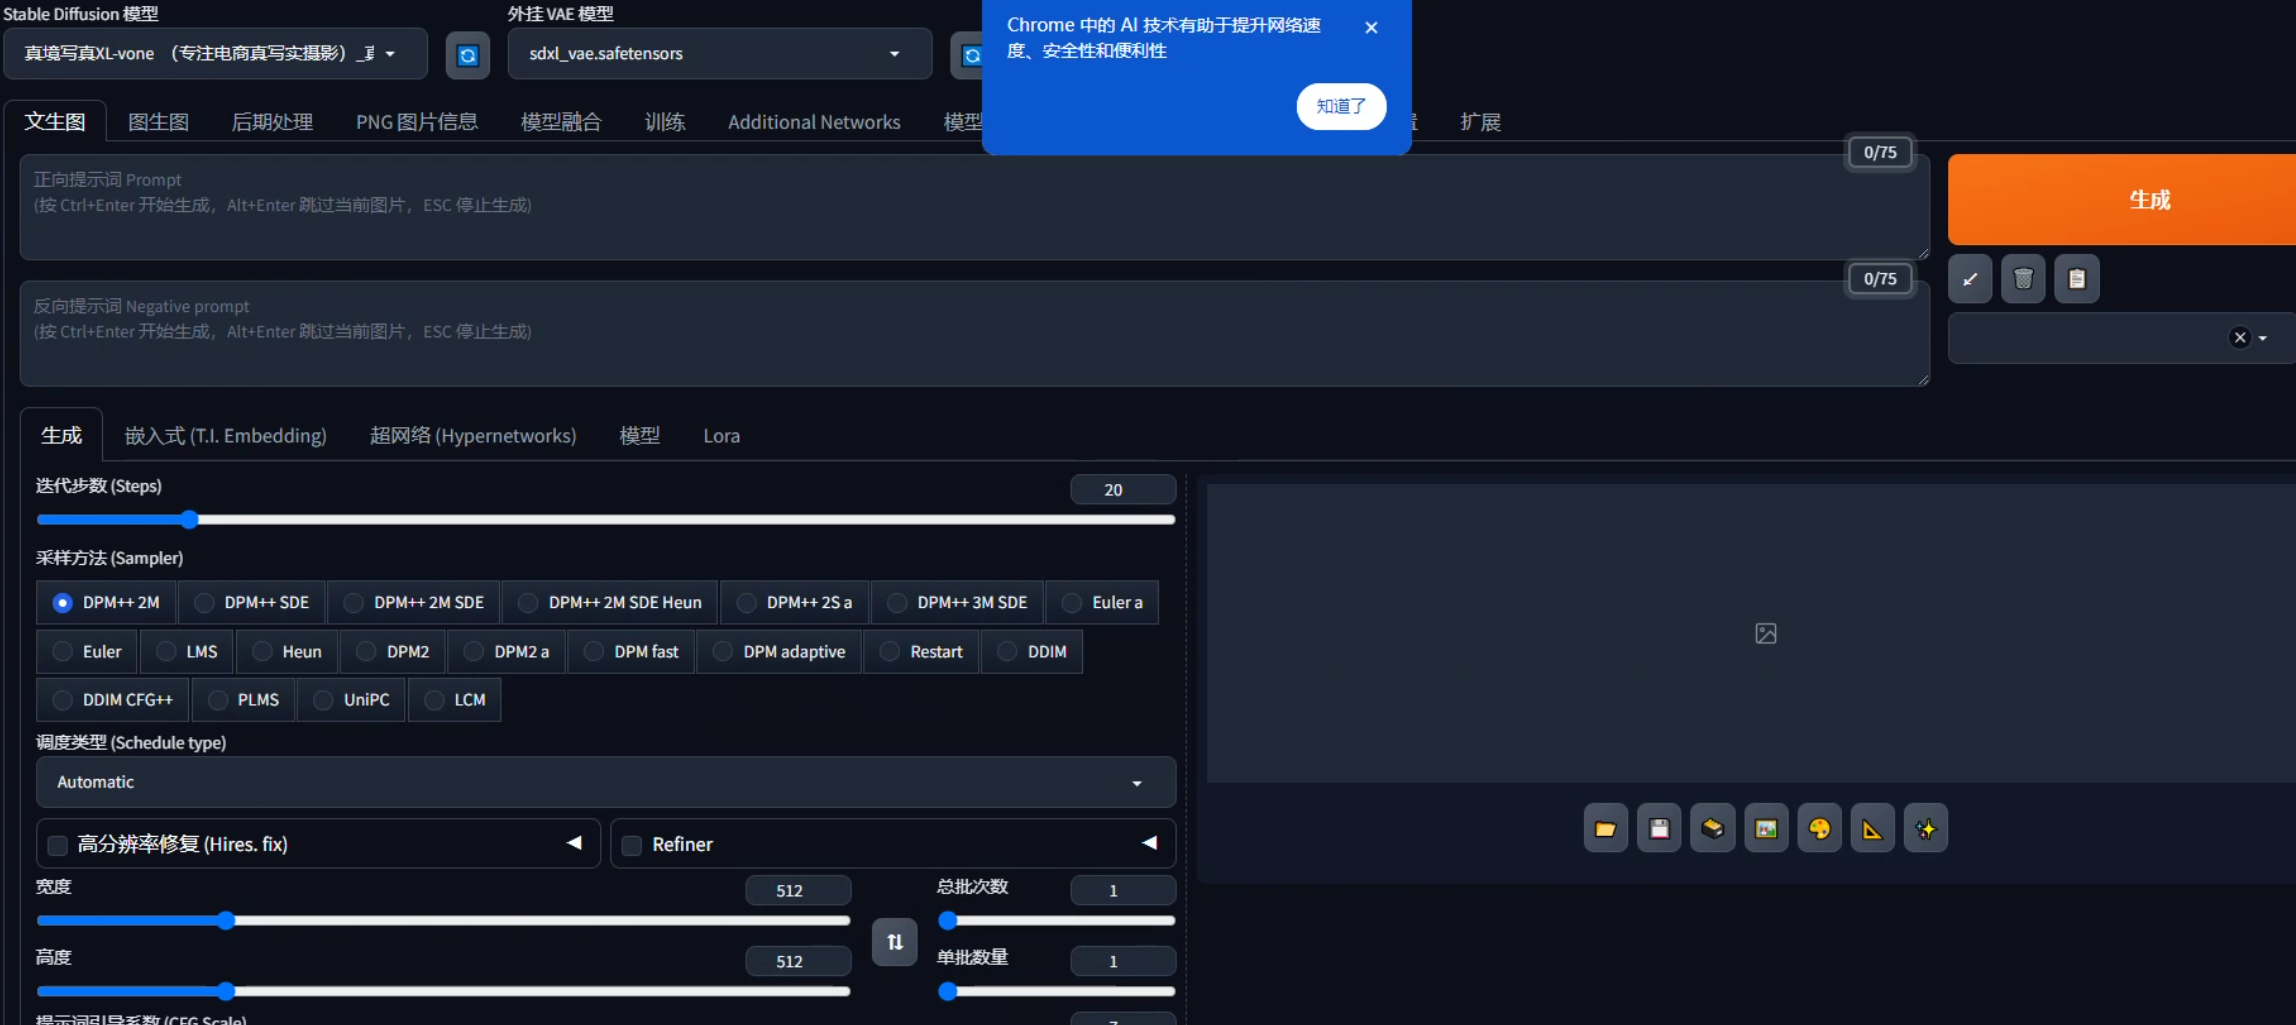 Stable Diffusion 模型
外挂 VAE 模型
真境写真XL-vone （专注电商真写实摄影）_真
sdxl_vae.safetensors
Chrome 中的 AI 技术有助于提升网络速
度、安全性和便利性
知道了
文生图 图生图 后期处理 PNG 图片信息 模型融合 训练 Additional Networks 模型 扩展
0/75
正向提示词 Prompt
(按 Ctrl+Enter 开始生成，Alt+Enter 跳过当前图片，ESC 停止生成)
生成
0/75
反向提示词 Negative prompt
(按 Ctrl+Enter 开始生成，Alt+Enter 跳过当前图片，ESC 停止生成)
生成 嵌入式 (T.I. Embedding) 超网络 (Hypernetworks) 模型 Lora
迭代步数 (Steps)
20
采样方法 (Sampler)
DPM++ 2M DPM++ SDE DPM++ 2M SDE DPM++ 2M SDE Heun DPM++ 2S a DPM++ 3M SDE Euler a
Euler LMS Heun DPM2 DPM2 a DPM fast DPM adaptive Restart DDIM
DDIM CFG++ PLMS UniPC LCM
调度类型 (Schedule type)
Automatic
高分辨率修复 (Hires. fix)
Refiner
宽度
512
总批次数
1
高度
512
单批数量
1
提示词引导系数 (CFG Scale)
7